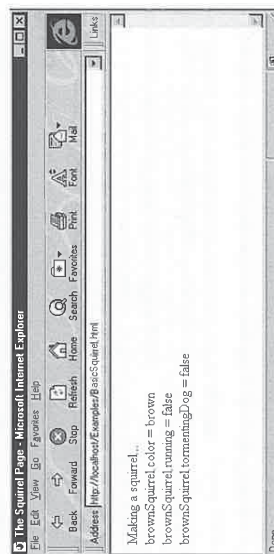 The Squirrel Page - Microsoft Internet Explorer
File Edit View Go Favorites Help
Back Forward Stop Refresh Home Search Favorites Print Font Mail
Address http://localhost/Examples/BasicSquirrel.html Links
Making a squirrel...
brownSquirrel.color = brown
brownSquirrel.running = false
brownSquirrel.tormentingDog = false
Done